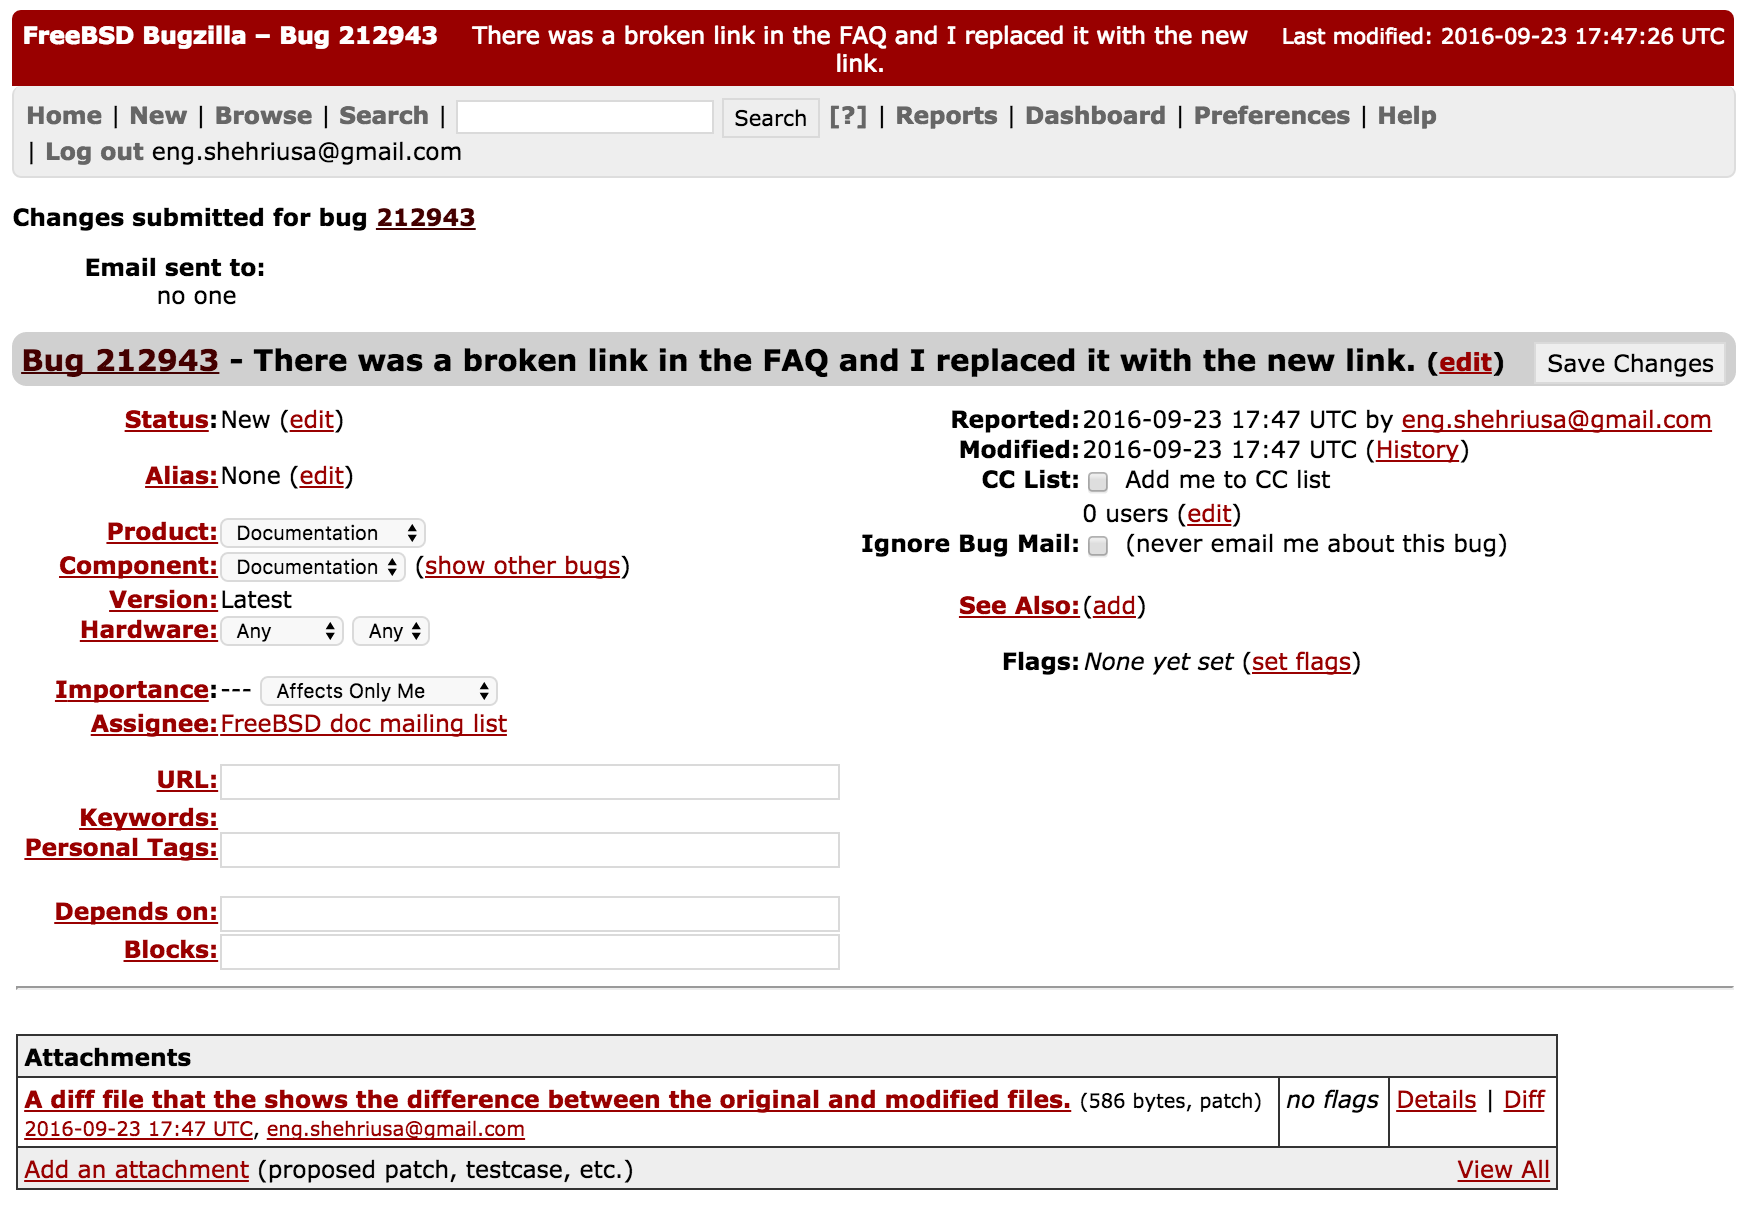 FreeBSD Bugzilla – Bug 212943 There was a broken link in the FAQ and I replaced it with the new link. Last modified: 2016-09-23 17:47:26 UTC
Home | New | Browse | Search | Search [?] | Reports | Dashboard | Preferences | Help
| Log out eng.shehriusa@gmail.com
Changes submitted for bug 212943
Email sent to:
no one
Bug 212943 - There was a broken link in the FAQ and I replaced it with the new link. (edit) Save Changes
Status: New (edit)
Alias: None (edit)
Product: Documentation
Component: Documentation (show other bugs)
Version: Latest
Hardware: Any Any
Importance: --- Affects Only Me
Assignee: FreeBSD doc mailing list
URL:
Keywords:
Personal Tags:
Depends on:
Blocks:
Reported: 2016-09-23 17:47 UTC by eng.shehriusa@gmail.com
Modified: 2016-09-23 17:47 UTC (History)
CC List: Add me to CC list
0 users (edit)
Ignore Bug Mail: (never email me about this bug)
See Also: (add)
Flags: None yet set (set flags)
Attachments
A diff file that the shows the difference between the original and modified files. (586 bytes, patch) no flags Details | Diff
2016-09-23 17:47 UTC, eng.shehriusa@gmail.com
Add an attachment (proposed patch, testcase, etc.) View All